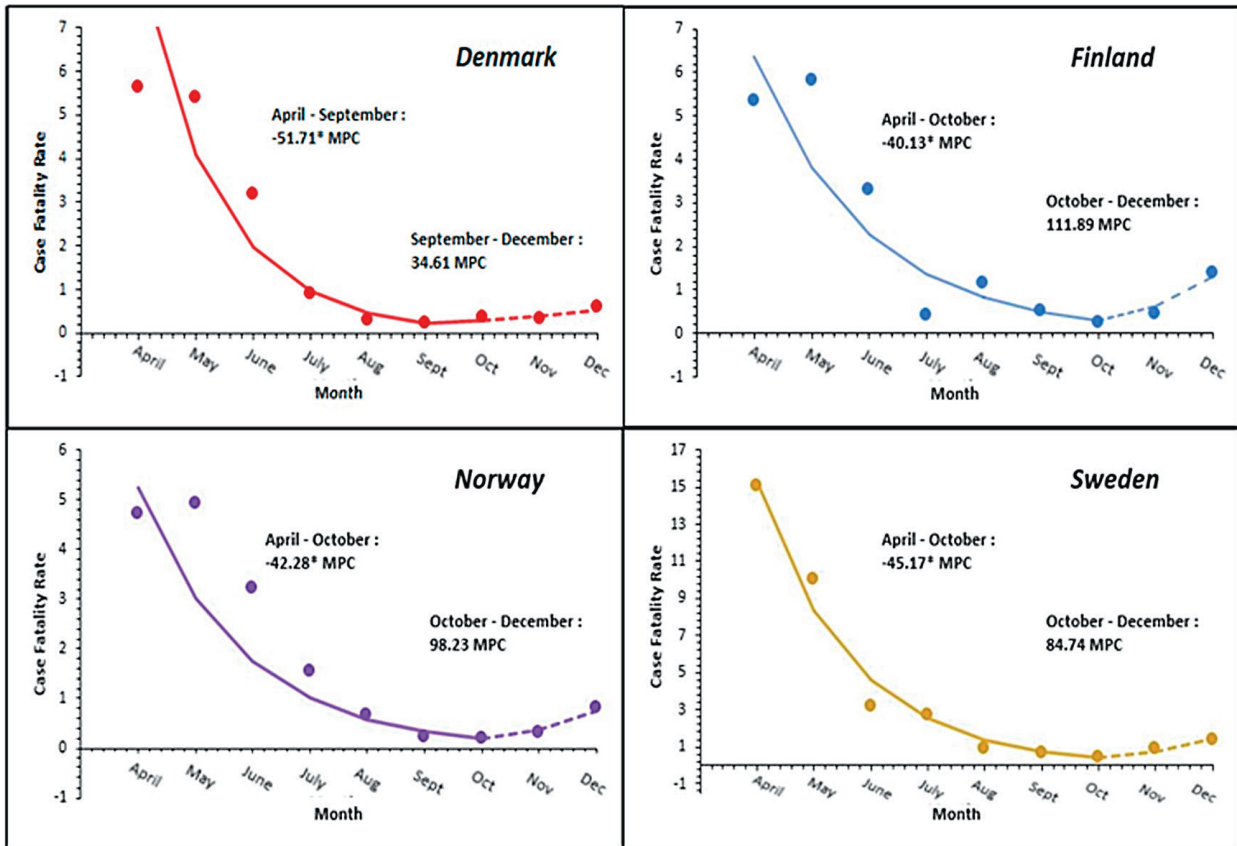 Denmark
7
6
5
4
3
2
1
0
-1
Case Fatality Rate
April - September :
-51.71* MPC
September - December :
34.61 MPC
April May June July Aug Sept Oct Nov Dec
Month
Finland
7
6
5
4
3
2
1
0
-1
Case Fatality Rate
April - October :
-40.13* MPC
October - December :
111.89 MPC
April May June July Aug Sept Oct Nov Dec
Month
Norway
6
5
4
3
2
1
0
-1
Case Fatality Rate
April - October :
-42.28* MPC
October - December :
98.23 MPC
April May June July Aug Sept Oct Nov Dec
Month
Sweden
17
15
13
11
9
7
5
3
1
-1
Case Fatality Rate
April - October :
-45.17* MPC
October - December :
84.74 MPC
April May June July Aug Sept Oct Nov Dec
Month